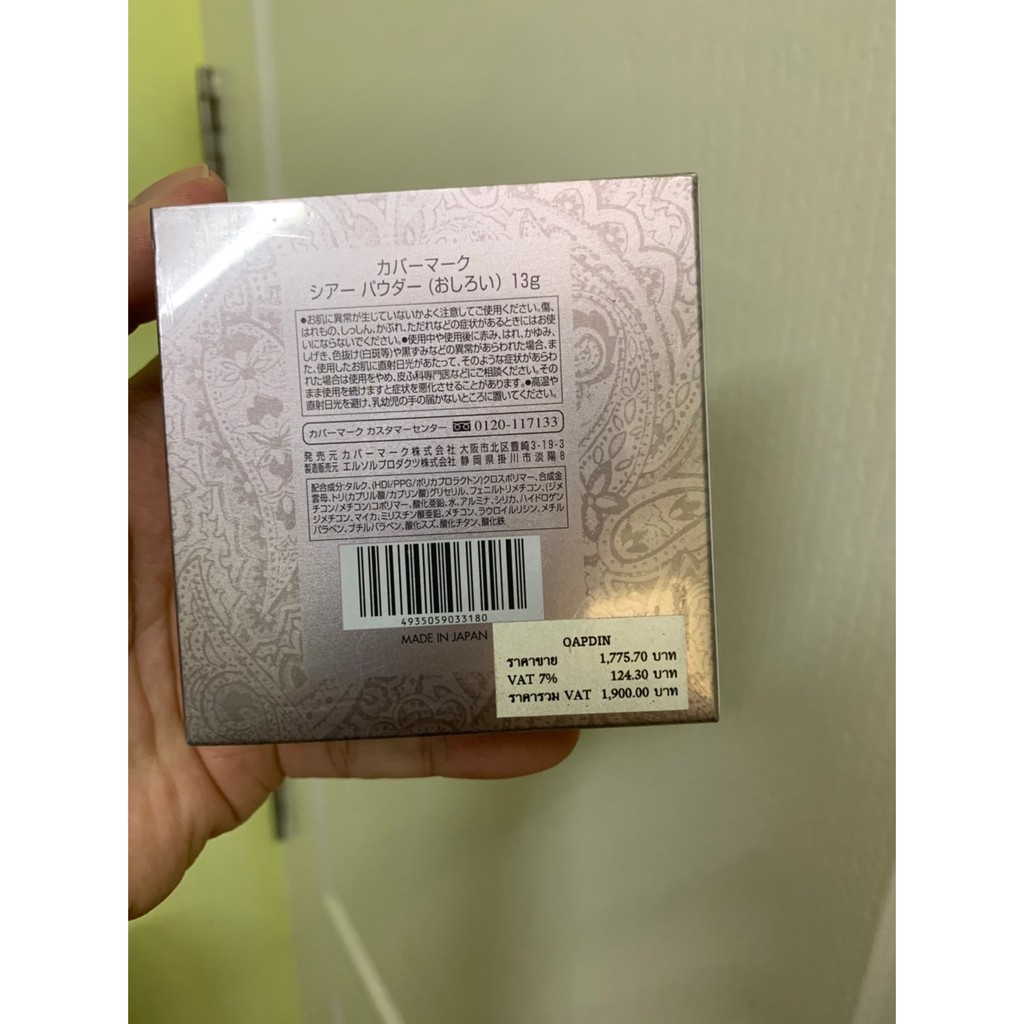 カバーマーク
シアー パウダー (おしろい) 13g
●お肌に異常が生じていないかよく注意してご使用ください。傷、
はれもの、しっしん、かぶれ、ただれなどの症状があるときにはお使
いにならないでください。●使用中や使用後に赤み、はれ、かゆみ、
しげき、色抜け(白斑等)や黒ずみなどの異常があらわれた場合、ま
た、使用したお肌に直射日光があたって、そのような症状があらわ
れた場合は使用をやめ、皮ふ科専門医などにご相談ください。その
まま使用を続けますと症状を悪化させることがあります。●高温や
直射日光を避け、乳幼児の手の届かないところに置いてください。
カバーマーク カスタマーセンター 0120-117133
発売元 カバーマーク株式会社 大阪市北区豊崎3-19-3
製造販売元 エルソルプロダクツ株式会社 静岡県掛川市淡陽8
配合成分:タルク、(HDI/PPG/ポリカプロラクトン)クロスポリマー、合成金
雲母、トリ(カプリル酸/カプリン酸)グリセリル、フェニルトリメチコン、(ジメ
チコン/メチコン)コポリマー、酸化亜鉛、水、アルミナ、シリカ、ハイドロゲン
ジメチコン、マイカ、ミリスチン酸亜鉛、メチコン、ラウロイルリシン、メチル
パラベン、ブチルパラベン、酸化スズ、酸化チタン、酸化鉄
4935059033180
MADE IN JAPAN
QAPDIN
ราคาขาย 1,775.70 บาท
VAT 7% 124.30 บาท
ราคารวม VAT 1,900.00 บาท